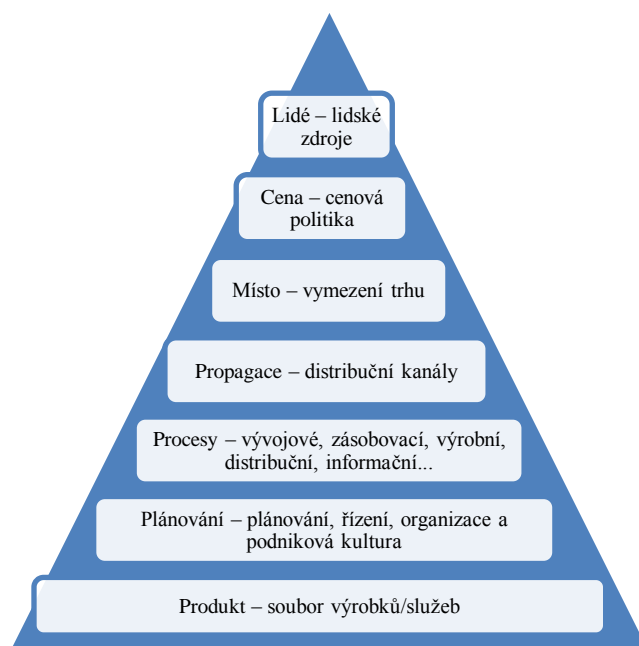 Lidé – lidské
zdroje
Cena – cenová
politika
Místo – vymezení trhu
Propagace – distribuční kanály
Procesy – vývojové, zásobovací, výrobní,
distribuční, informační...
Plánování – plánování, řízení, organizace a
podniková kultura
Produkt – soubor výrobků/služeb